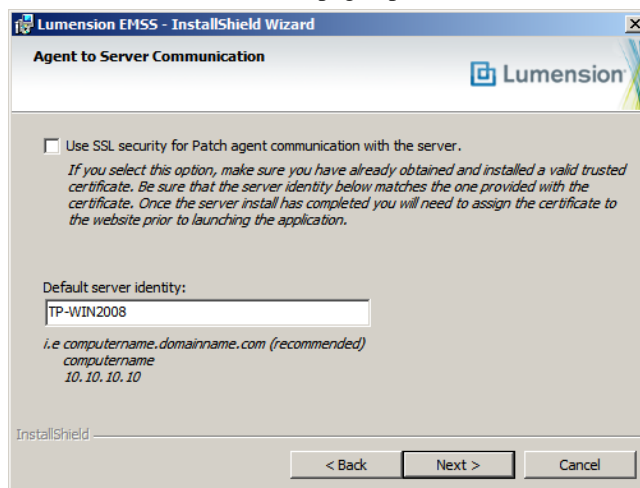 Lumension EMSS - InstallShield Wizard
Agent to Server Communication
Lumension
Use SSL security for Patch agent communication with the server.
If you select this option, make sure you have already obtained and installed a valid trusted
certificate. Be sure that the server identity below matches the one provided with the
certificate. Once the server install has completed you will need to assign the certificate to
the website prior to launching the application.
Default server identity:
TP-WIN2008
i.e computername.domainname.com (recommended)
computername
10.10.10.10
InstallShield
< Back Next > Cancel